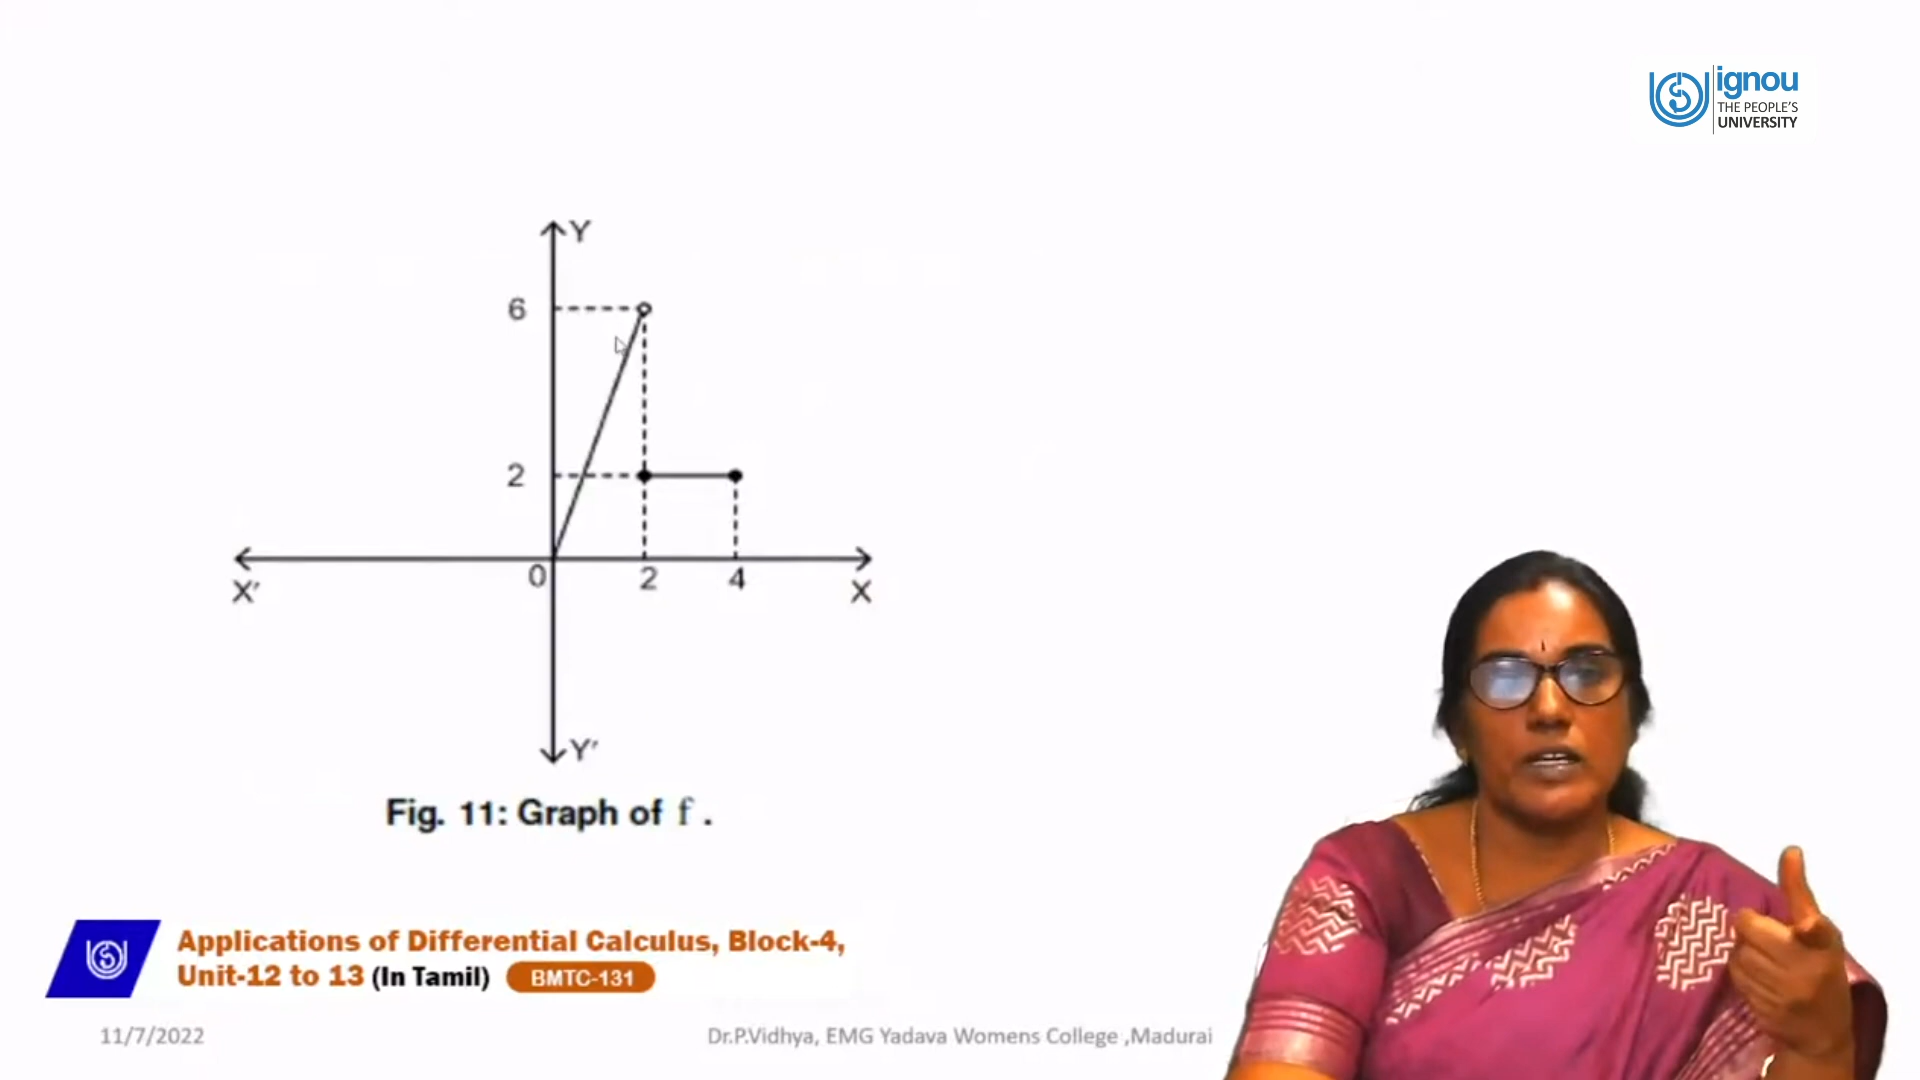 ignou
THE PEOPLE'S
UNIVERSITY
Y
6
2
0
2
4
X'
X
Y'
Fig. 11: Graph of f .
Applications of Differential Calculus, Block-4,
Unit-12 to 13 (In Tamil) BMTC-131
11/7/2022
Dr.P.Vidhya, EMG Yadava Womens College ,Madurai